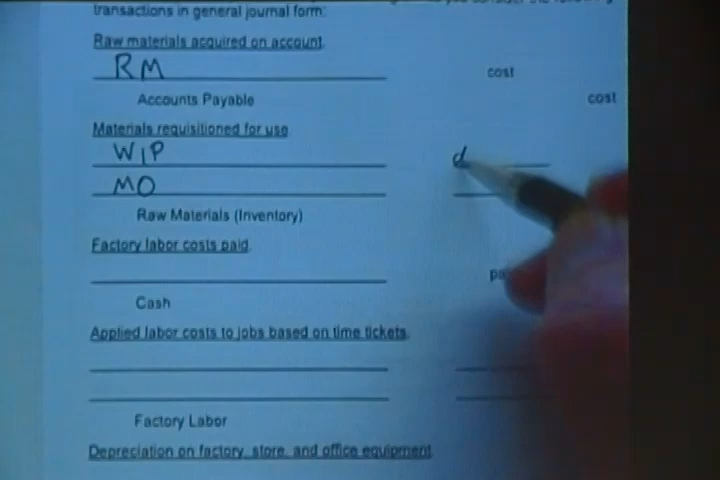 transactions in general journal form:
Raw materials acquired on account.
RM cost
Accounts Payable cost
Materials requisitioned for use
WIP d
MO
Raw Materials (Inventory)
Factory labor costs paid.
Cash
Applied labor costs to jobs based on time tickets.
Factory Labor
Depreciation on factory, store, and office equipment